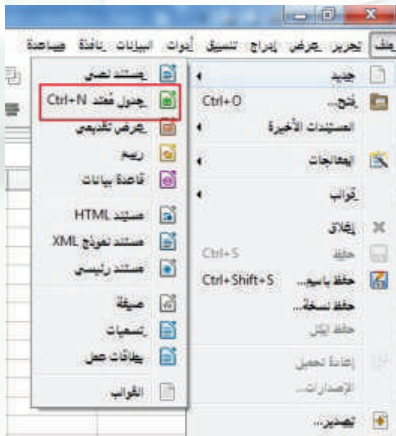 ملف تحرير عرض إدراج تنسيق أدوات البيانات نافذة مساعدة
جديد
فتح... Ctrl+O
المستندات الأخيرة
المعالجات
قوالب
إغلاق
حفظ Ctrl+S
حفظ باسم... Ctrl+Shift+S
حفظ نسخة...
حفظ الكل
إعادة تحميل
الإصدارات...
تصدير...
مستند نصي
جدول مُمتد Ctrl+N
عرض تقديمي
رسم
قاعدة بيانات
مستند HTML
مستند نموذج XML
مستند رئيسي
صيغة
تسميات
بطاقات عمل
القوالب